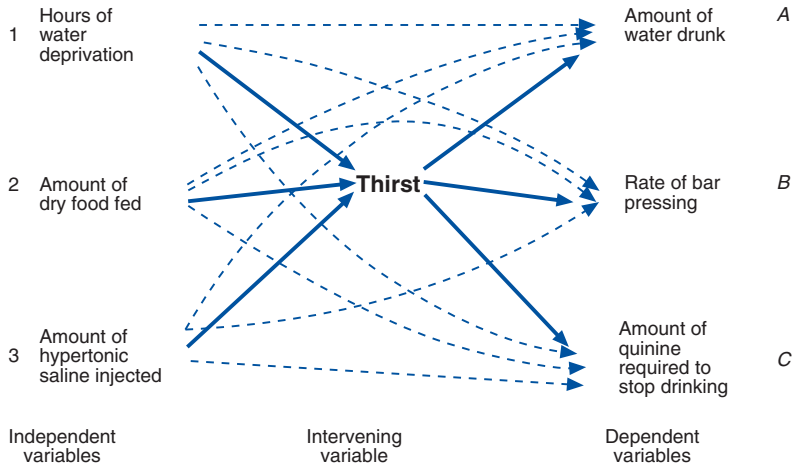 1
Hours of
water
deprivation
Amount of
water drunk
A
2
Amount of
dry food fed
Thirst
Rate of bar
pressing
B
3
Amount of
hypertonic
saline injected
Amount of
quinine
required to
stop drinking
C
Independent
variables
Intervening
variable
Dependent
variables